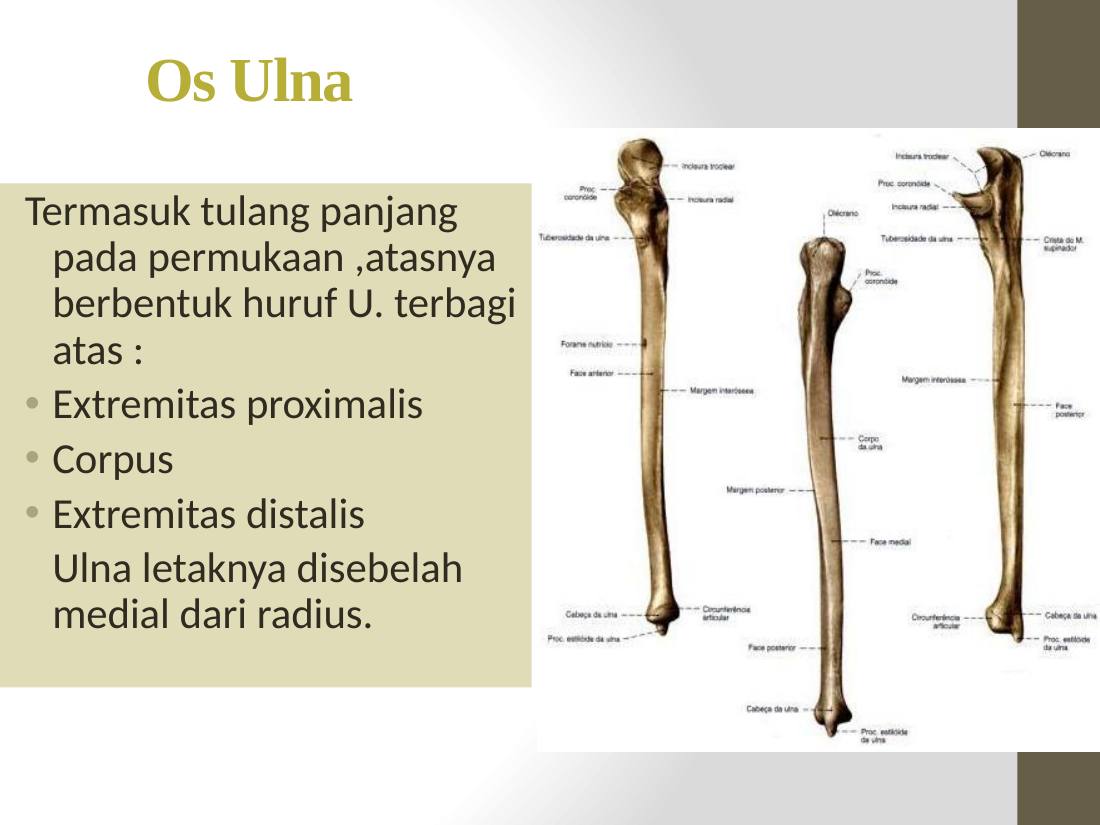 Os Ulna
Termasuk tulang panjang
pada permukaan ,atasnya
berbentuk huruf U. terbagi
atas :
• Extremitas proximalis
• Corpus
• Extremitas distalis
Ulna letaknya disebelah
medial dari radius.
Incisura troclear
Proc.
coronóide
Incisura radial
Tuberosidade da ulna
Forame nutrício
Face anterior
Margem interóssea
Cabeça da ulna
Circunferência
articular
Proc. estilóide da ulna
Olécrano
Proc.
coronóide
Corpo
da ulna
Margem posterior
Face medial
Face posterior
Cabeça da ulna
Proc. estilóide
da ulna
Incisura troclear
Olécrano
Proc. coronóide
Incisura radial
Tuberosidade da ulna
Crista do M.
supinador
Margem interóssea
Face
posterior
Circunferência
articular
Cabeça da ulna
Proc. estilóide
da ulna